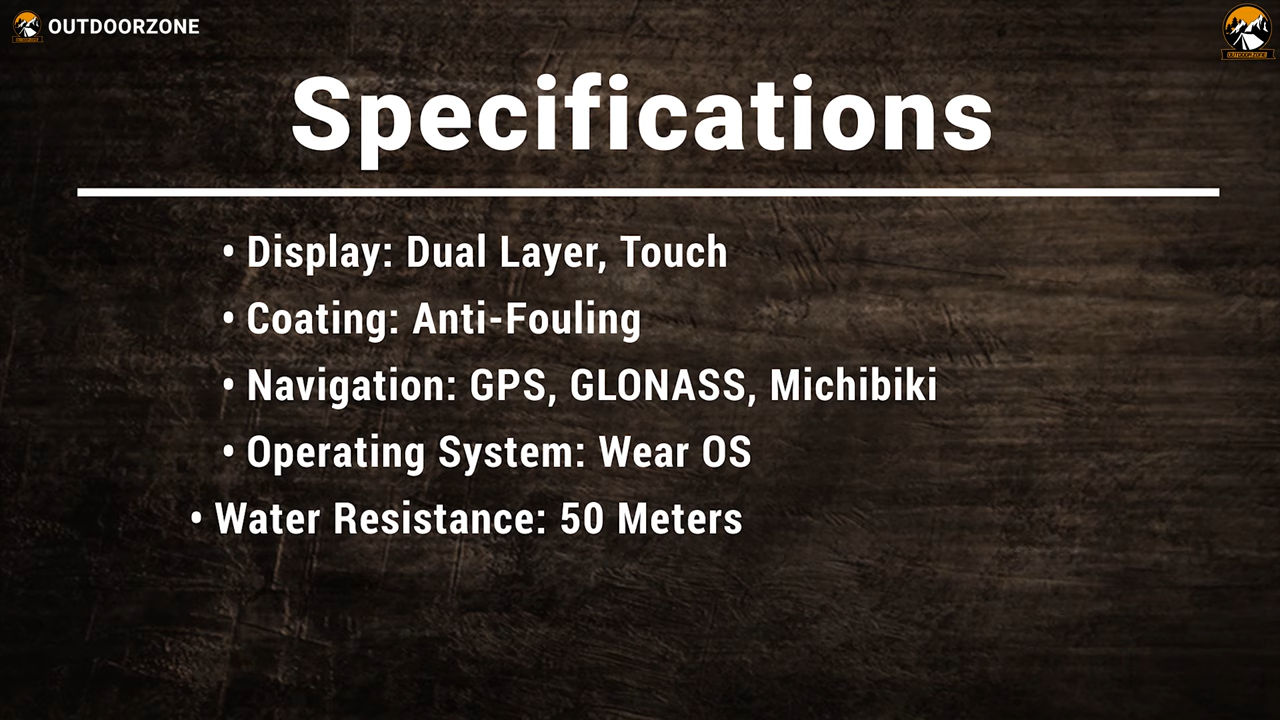 OUTDOORZONE
Specifications
• Display: Dual Layer, Touch
• Coating: Anti-Fouling
• Navigation: GPS, GLONASS, Michibiki
• Operating System: Wear OS
• Water Resistance: 50 Meters
OUTDOORZONE